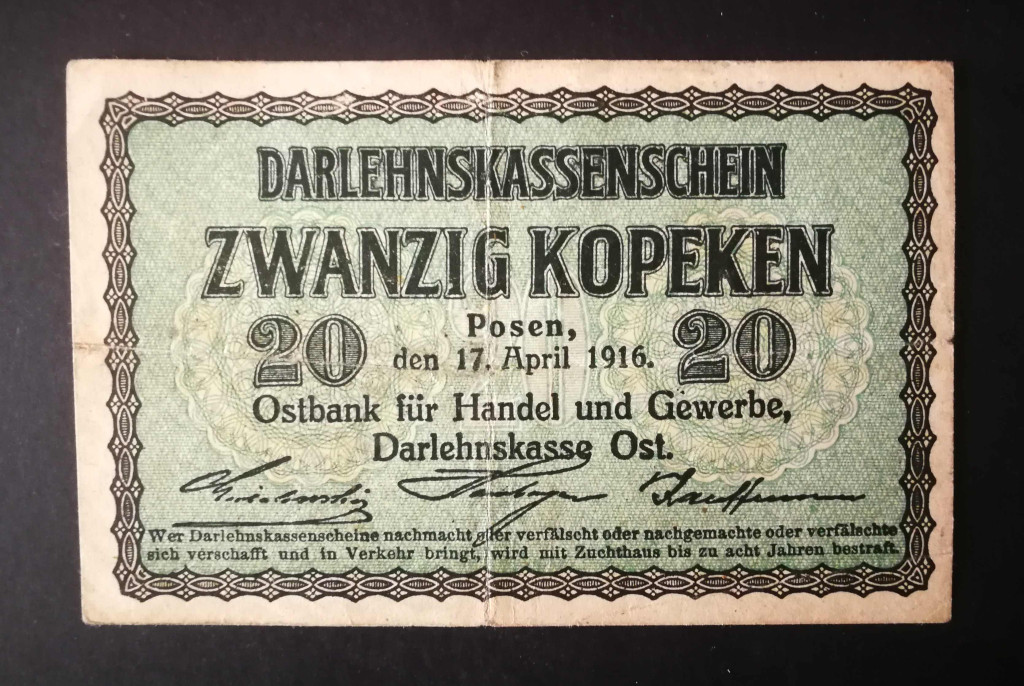 DARLEHNSKASSENSCHEIN
ZWANZIG KOPEKEN
20 Posen, 20
den 17. April 1916.
Ostbank für Handel und Gewerbe,
Darlehnskasse Ost.
Kauffmann
Wer Darlehnskassenscheine nachmacht oder verfälscht oder nachgemachte oder verfälschte
sich verschafft und in Verkehr bringt, wird mit Zuchthaus bis zu acht Jahren bestraft.